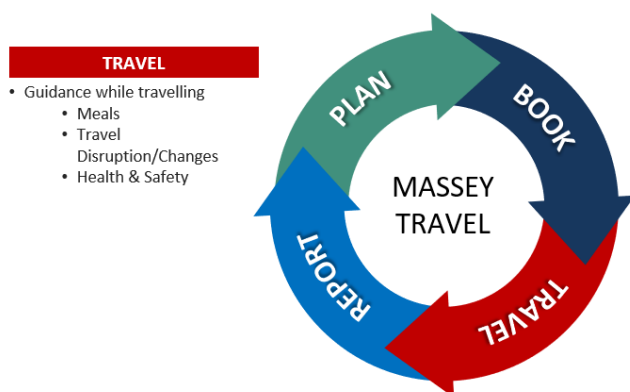 TRAVEL
• Guidance while travelling
• Meals
• Travel
Disruption/Changes
• Health & Safety
PLAN
BOOK
MASSEY
TRAVEL
REPORT
TRAVEL